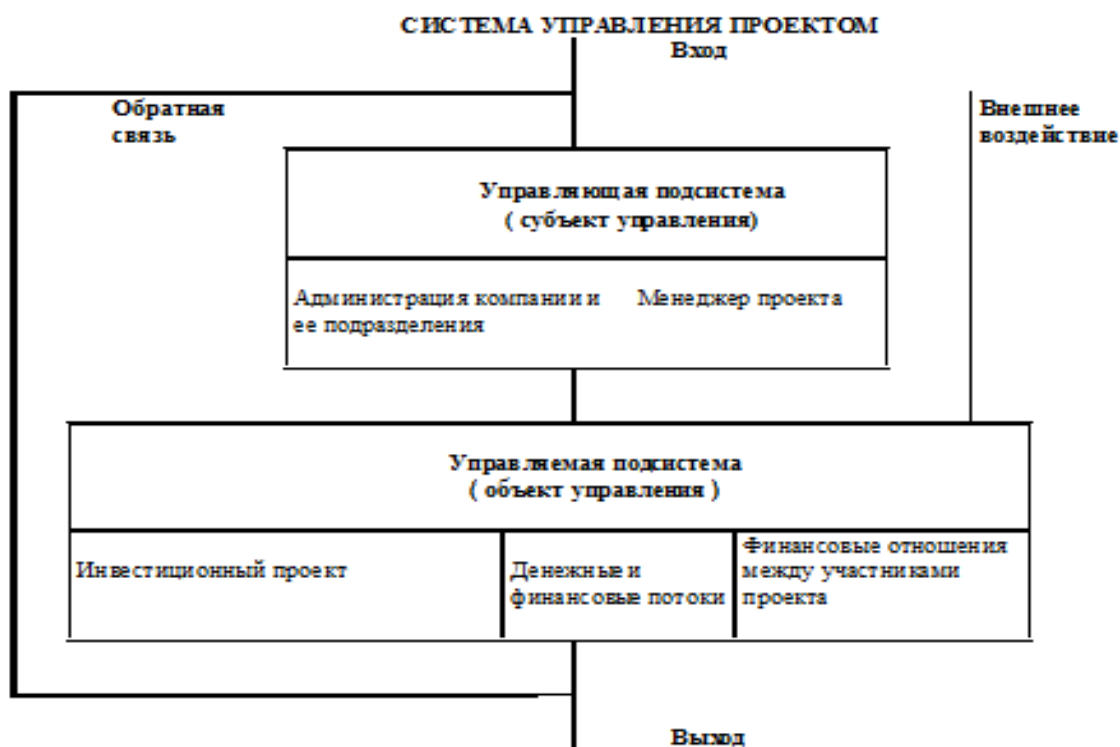 СИСТЕМА УПРАВЛЕНИЯ ПРОЕКТОМ
Вход
Обратная
связь
Внешнее
воздействие
Управляющая подсистема
( субъект управления)
Администрация компании и
ее подразделения
Менеджер проекта
Управляемая подсистема
( объект управления )
Инвестиционный проект
Денежные и
финансовые потоки
Финансовые отношения
между участниками
проекта
Выход